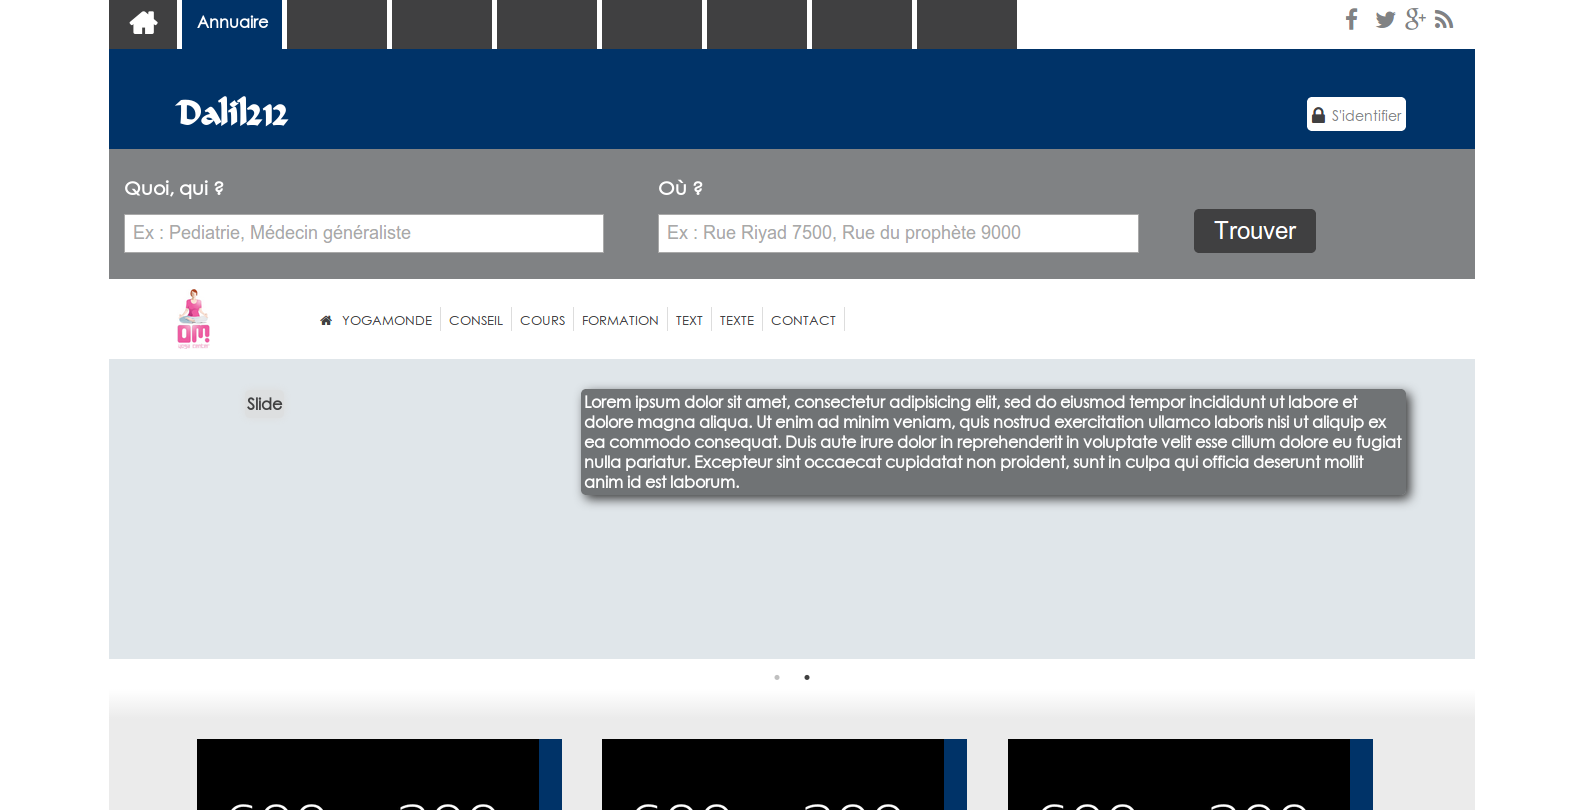 Annuaire
Dalil212
S'identifier
Quoi, qui ?
Où ?
Ex : Pediatrie, Médecin généraliste
Ex : Rue Riyad 7500, Rue du prophète 9000
Trouver
OM
YOGAMONDE
CONSEIL
COURS
FORMATION
TEXT
TEXTE
CONTACT
Slide
Lorem ipsum dolor sit amet, consectetur adipisicing elit, sed do eiusmod tempor incididunt ut labore et
dolore magna aliqua. Ut enim ad minim veniam, quis nostrud exercitation ullamco laboris nisi ut aliquip ex
ea commodo consequat. Duis aute irure dolor in reprehenderit in voluptate velit esse cillum dolore eu fugiat
nulla pariatur. Excepteur sint occaecat cupidatat non proident, sunt in culpa qui officia deserunt mollit
anim id est laborum.